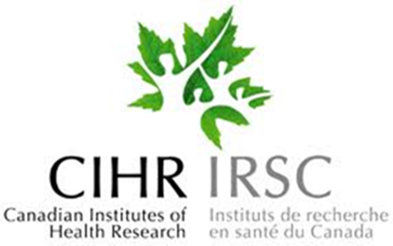 CIHR IRSC
Canadian Institutes of Health Research
Instituts de recherche en santé du Canada